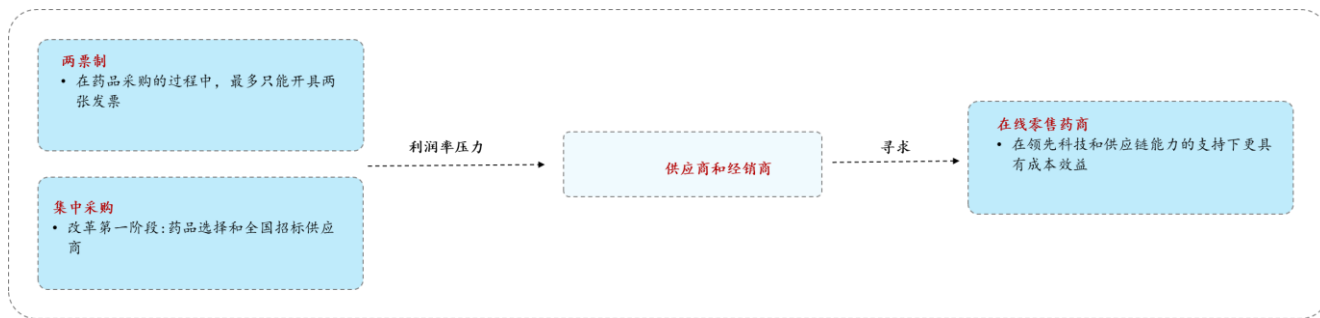 两票制
• 在药品采购的过程中，最多只能开具两
张发票
集中采购
• 改革第一阶段：药品选择和全国招标供应
商
利润率压力
供应商和经销商
寻求
在线零售药商
• 在领先科技和供应链能力的支持下更具
有成本效益